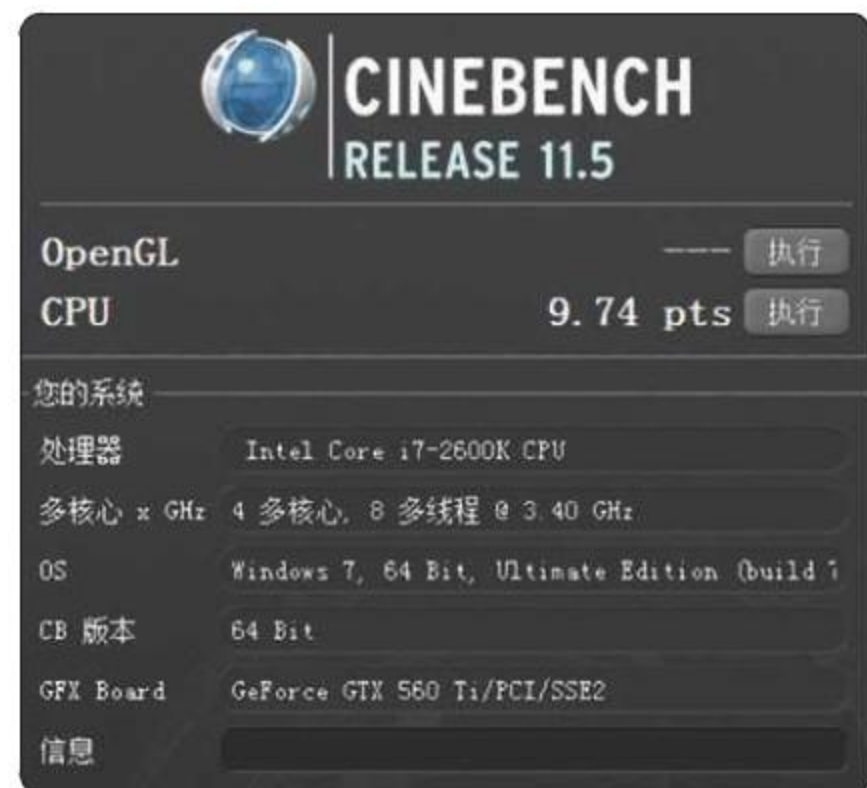 CINEBENCH
RELEASE 11.5
OpenGL --- 执行
CPU 9.74 pts 执行
您的系统
处理器 Intel Core i7-2600K CPU
多核心 x GHz 4 多核心, 8 多线程 @ 3.40 GHz
OS Windows 7, 64 Bit, Ultimate Edition (build 7
CB 版本 64 Bit
GFX Board GeForce GTX 560 Ti/PCI/SSE2
信息